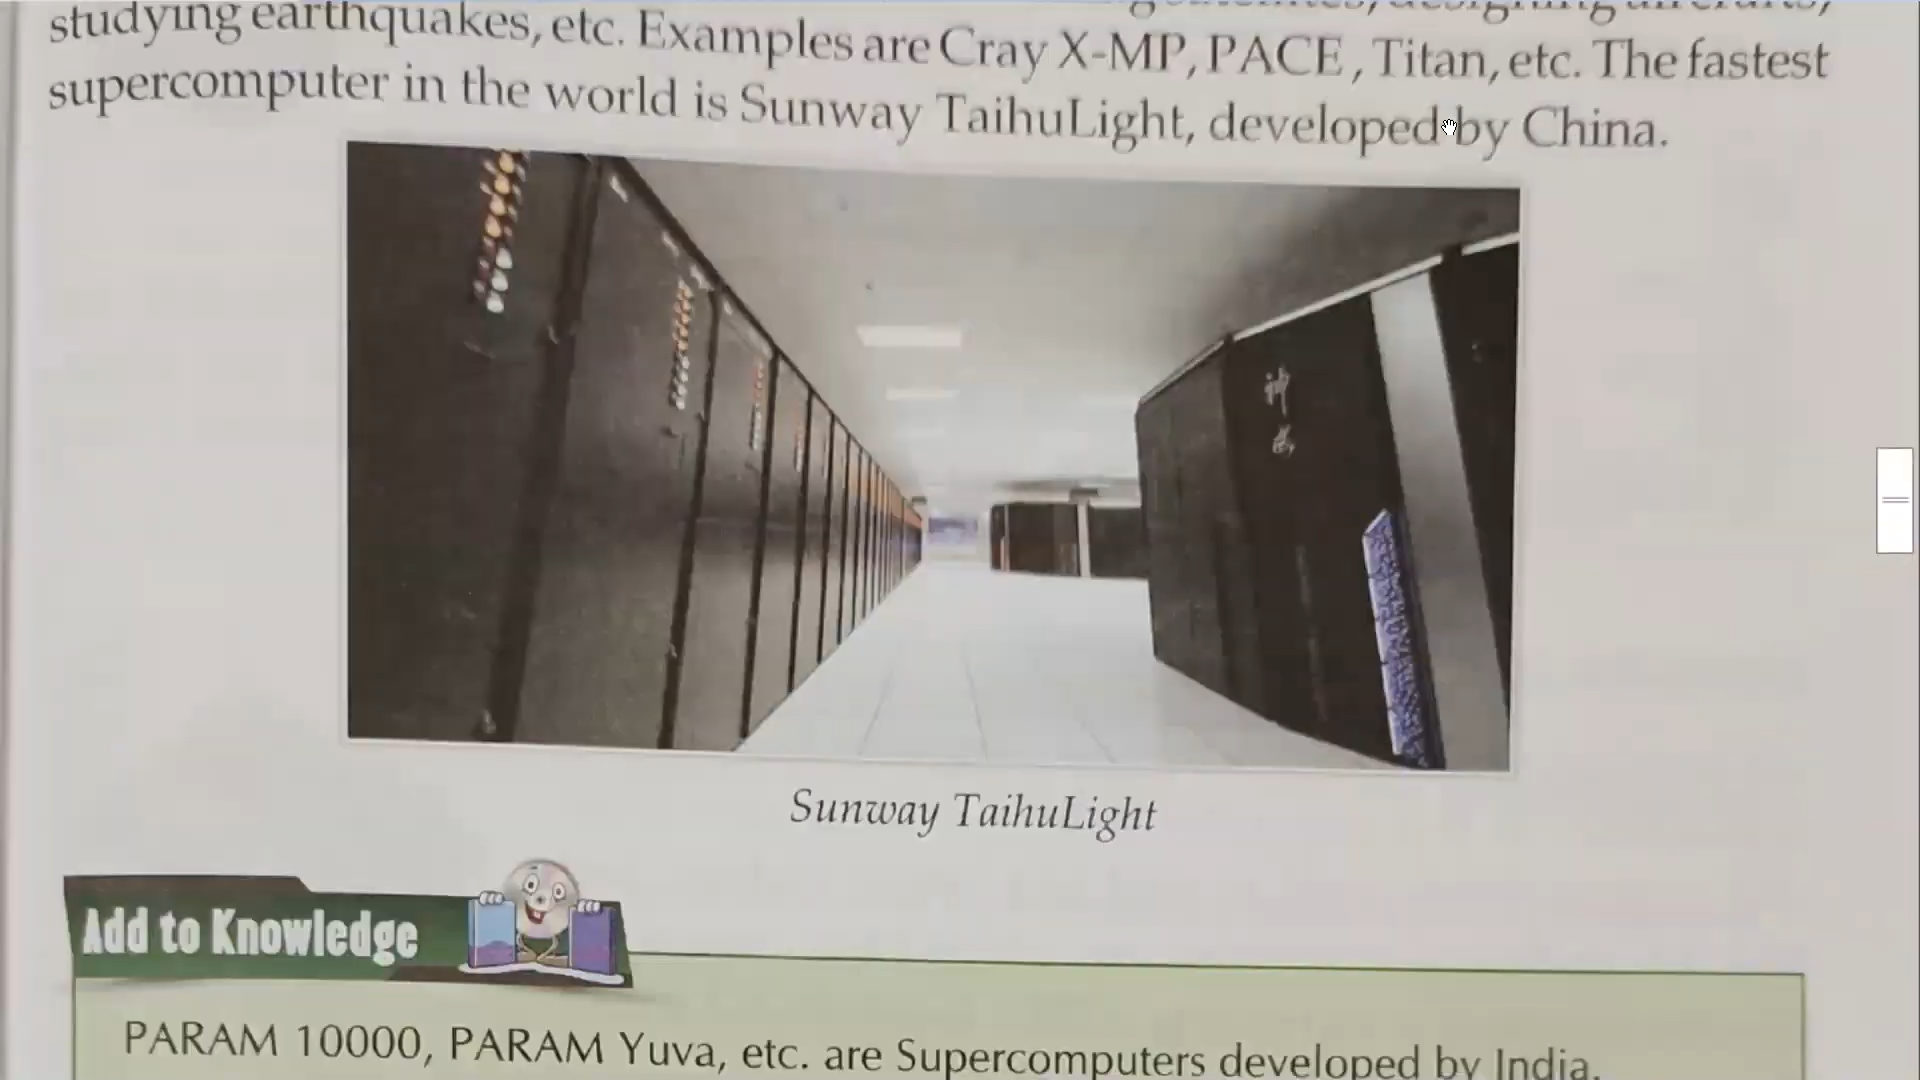 studying earthquakes, etc. Examples are Cray X-MP, PACE, Titan, etc. The fastest
supercomputer in the world is Sunway TaihuLight, developed by China.
Sunway TaihuLight
Add to Knowledge
PARAM 10000, PARAM Yuva, etc. are Supercomputers developed by India.